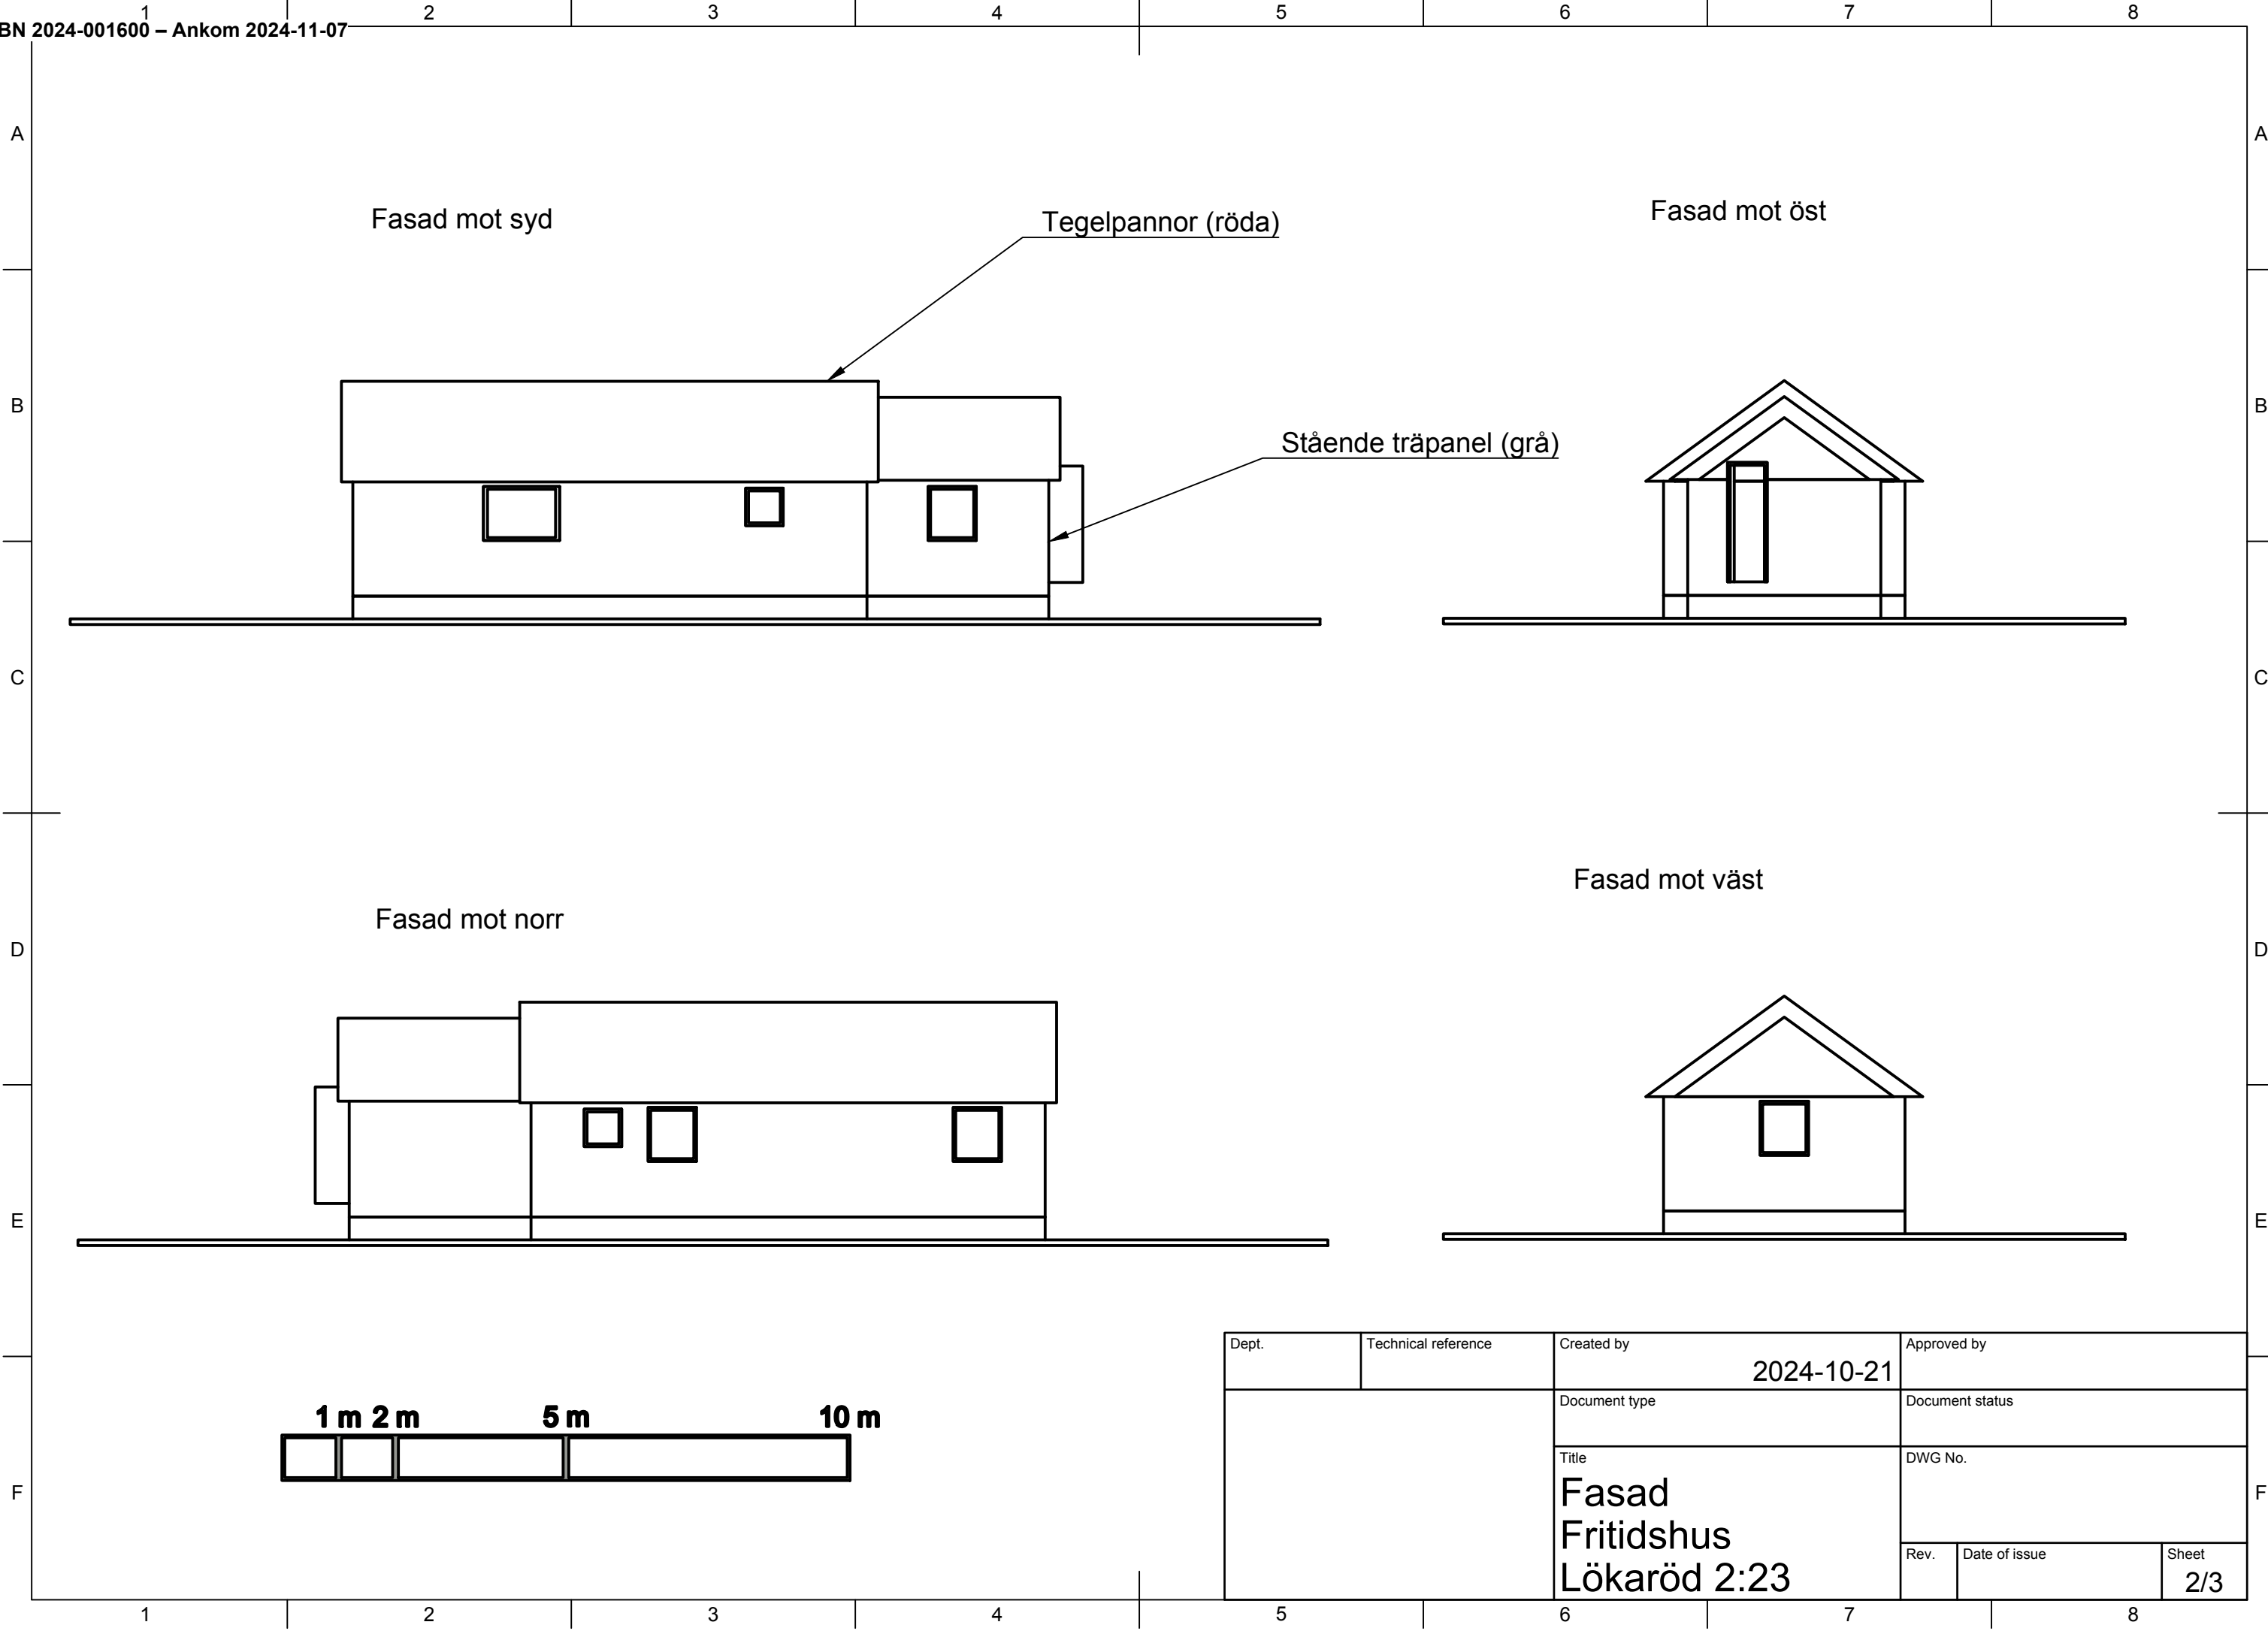 1 2 3 4 5 6 7 8
BN 2024-001600 – Ankom 2024-11-07
A A
Fasad mot syd
Tegelpannor (röda)
Fasad mot öst
B B
Stående träpanel (grå)
C C
Fasad mot väst
Fasad mot norr
D D
E E
Dept. Technical reference Created by Approved by
2024-10-21
Document type Document status
1 m 2 m 5 m 10 m
Title DWG No.
Fasad
Fritidshus
Lökaröd 2:23
F F
Rev. Date of issue Sheet
2/3
1 2 3 4 5 6 7 8